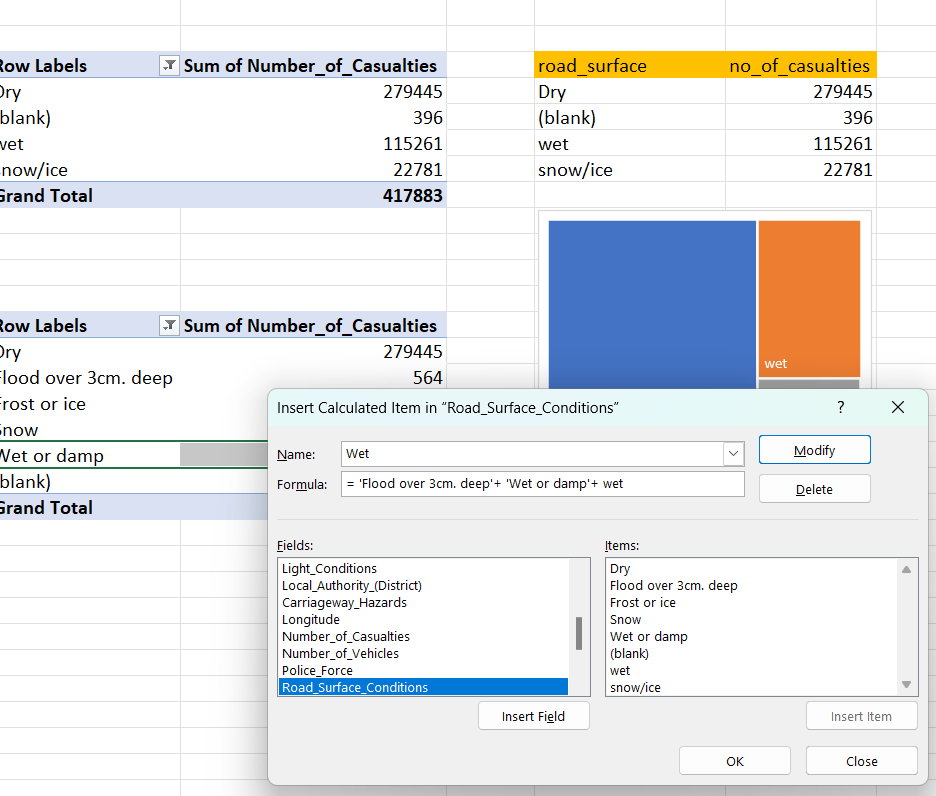 Row Labels Sum of Number_of_Casualties road_surface no_of_casualties
Dry 279445 Dry 279445
(blank) 396 (blank) 396
wet 115261 wet 115261
snow/ice 22781 snow/ice 22781
Grand Total 417883
wet
Row Labels Sum of Number_of_Casualties
Dry 279445
Flood over 3cm. deep 564
Frost or ice
Snow
Wet or damp
(blank)
Grand Total
Insert Calculated Item in “Road_Surface_Conditions” ?
Name: Wet Modify
Formula: = 'Flood over 3cm. deep'+ 'Wet or damp'+ wet Delete
Fields: Items:
Light_Conditions Dry
Local_Authority_(District) Flood over 3cm. deep
Carriageway_Hazards Frost or ice
Longitude Snow
Number_of_Casualties Wet or damp
Number_of_Vehicles (blank)
Police_Force wet
Road_Surface_Conditions snow/ice
Insert Field Insert Item
OK Close